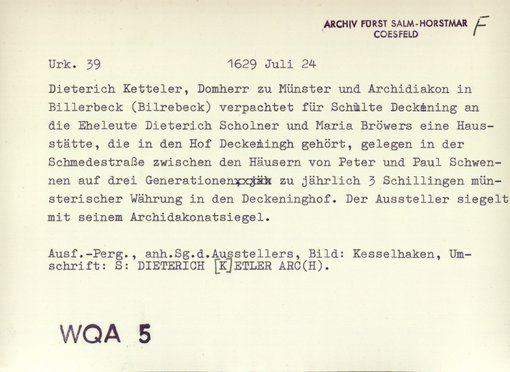 ARCHIV FÜRST SALM-HORSTMAR F
COESFELD
Urk. 39 1629 Juli 24
Dieterich Ketteler, Domherr zu Münster und Archidiakon in
Billerbeck (Bilrebeck) verpachtet für Schulte Deckening an
die Eheleute Dieterich Scholner und Maria Bröwers eine Haus-
stätte, die in den Hof Deckeningh gehört, gelegen in der
Schmedestraße zwischen den Häusern von Peter und Paul Schwen-
nen auf drei Generationen zu jährlich 3 Schillingen mün-
sterischer Währung in den Deckeninghof. Der Aussteller siegelt
mit seinem Archidakonatsiegel.
Ausf.-Perg., anh.Sg.d.Ausstellers, Bild: Kesselhaken, Um-
schrift: S: DIETERICH [K]ETLER ARC(H).
WQA 5